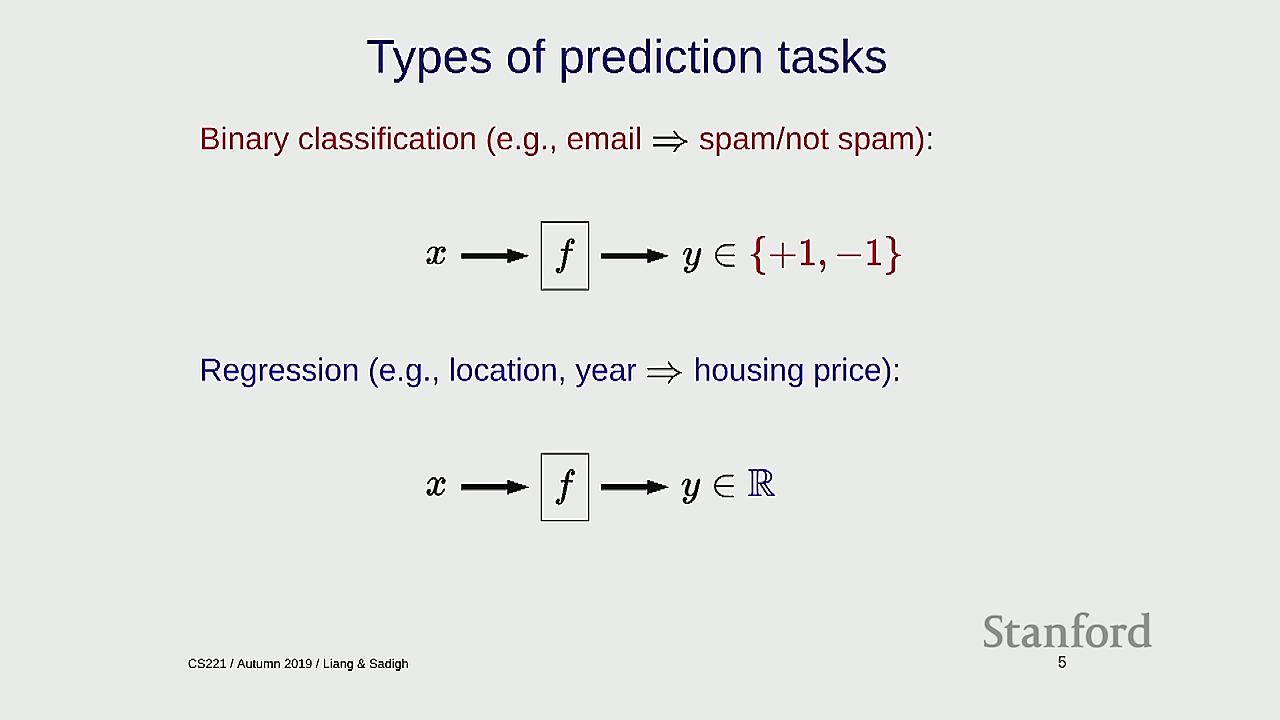 Types of prediction tasks
Binary classification (e.g., email ⇒ spam/not spam):
x → f → y ∈ {+1, −1}
Regression (e.g., location, year ⇒ housing price):
x → f → y ∈ ℝ
Stanford
CS221 / Autumn 2019 / Liang & Sadigh
5